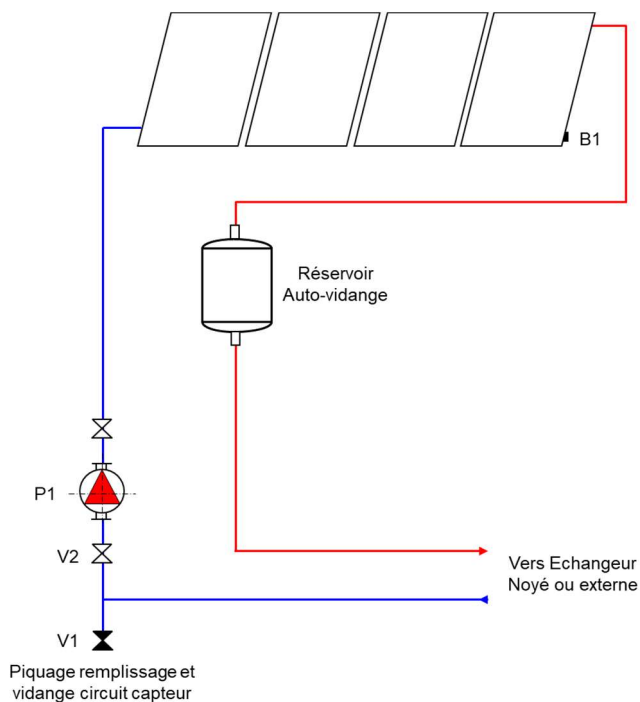 B1
Réservoir
Auto-vidange
P1
V2
Vers Echangeur
Noyé ou externe
V1
Piquage remplissage et
vidange circuit capteur